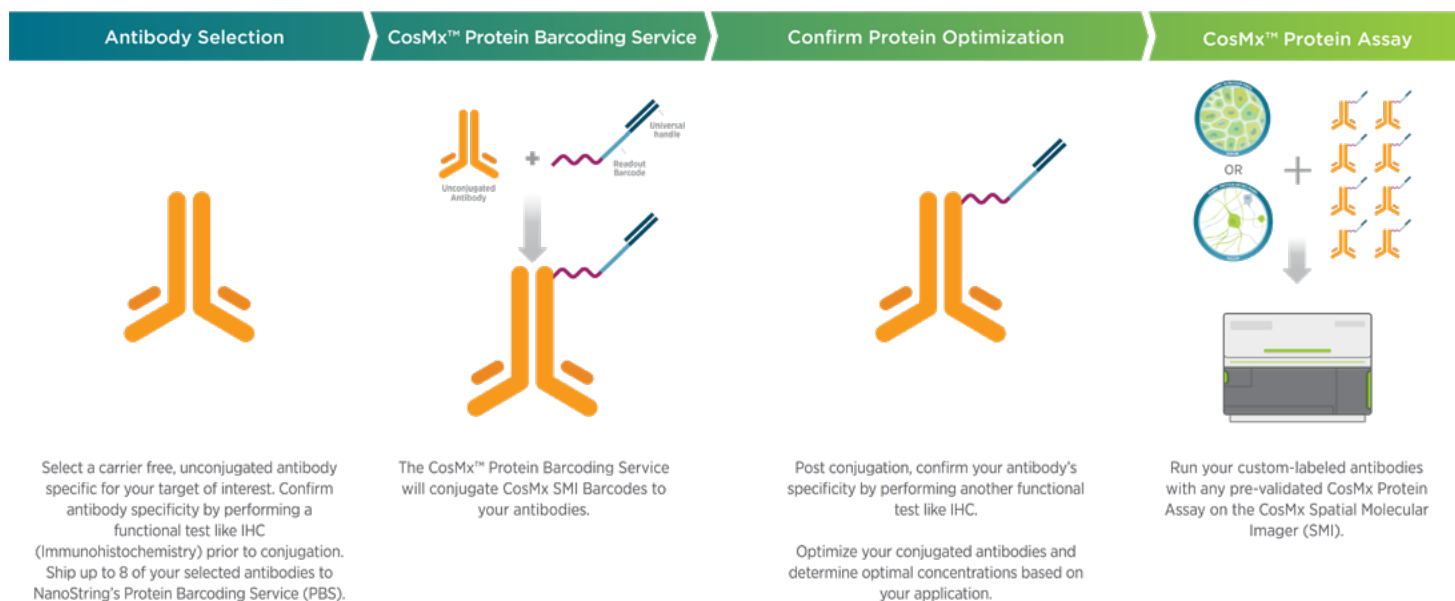 Antibody Selection
CosMx™ Protein Barcoding Service
Confirm Protein Optimization
CosMx™ Protein Assay
Universal
handle
Readout
Barcode
Unconjugated
Antibody
OR
Select a carrier free, unconjugated antibody
specific for your target of interest. Confirm
antibody specificity by performing a
functional test like IHC
(Immunohistochemistry) prior to conjugation.
Ship up to 8 of your selected antibodies to
NanoString's Protein Barcoding Service (PBS).
The CosMx™ Protein Barcoding Service
will conjugate CosMx SMI Barcodes to
your antibodies.
Post conjugation, confirm your antibody's
specificity by performing another functional
test like IHC.
Optimize your conjugated antibodies and
determine optimal concentrations based on
your application.
Run your custom-labeled antibodies
with any pre-validated CosMx Protein
Assay on the CosMx Spatial Molecular
Imager (SMI).